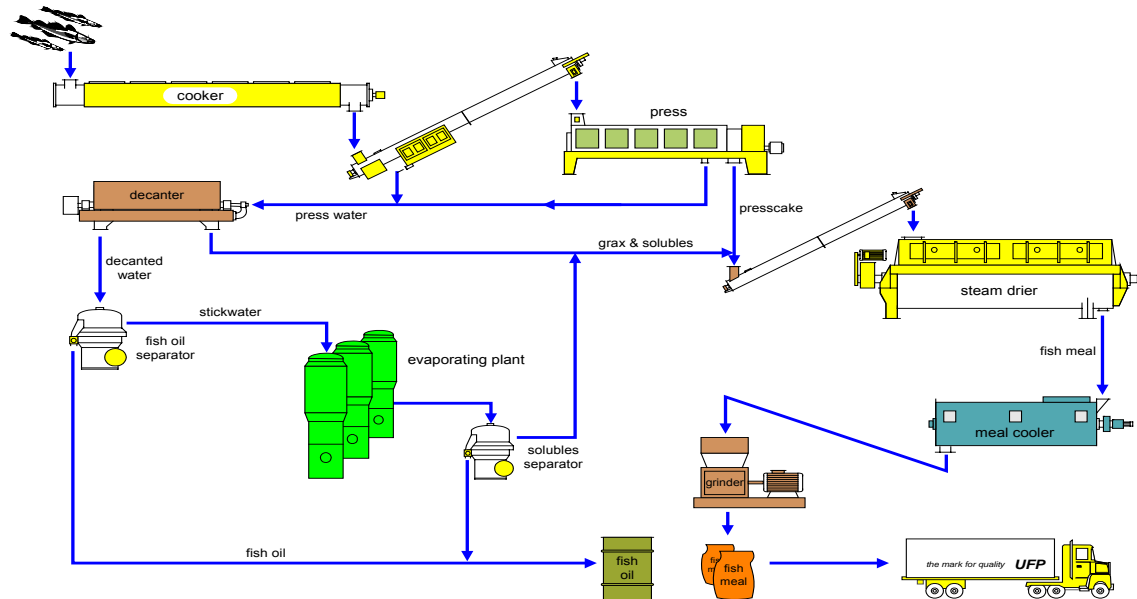 cooker
press
decanter
press water
presscake
grax & solubles
decanted
water
steam drier
stickwater
fish oil
separator
evaporating plant
fish meal
meal cooler
solubles
separator
grinder
fish oil
fish
oil
fish
m
fish
meal
the mark for quality UFP